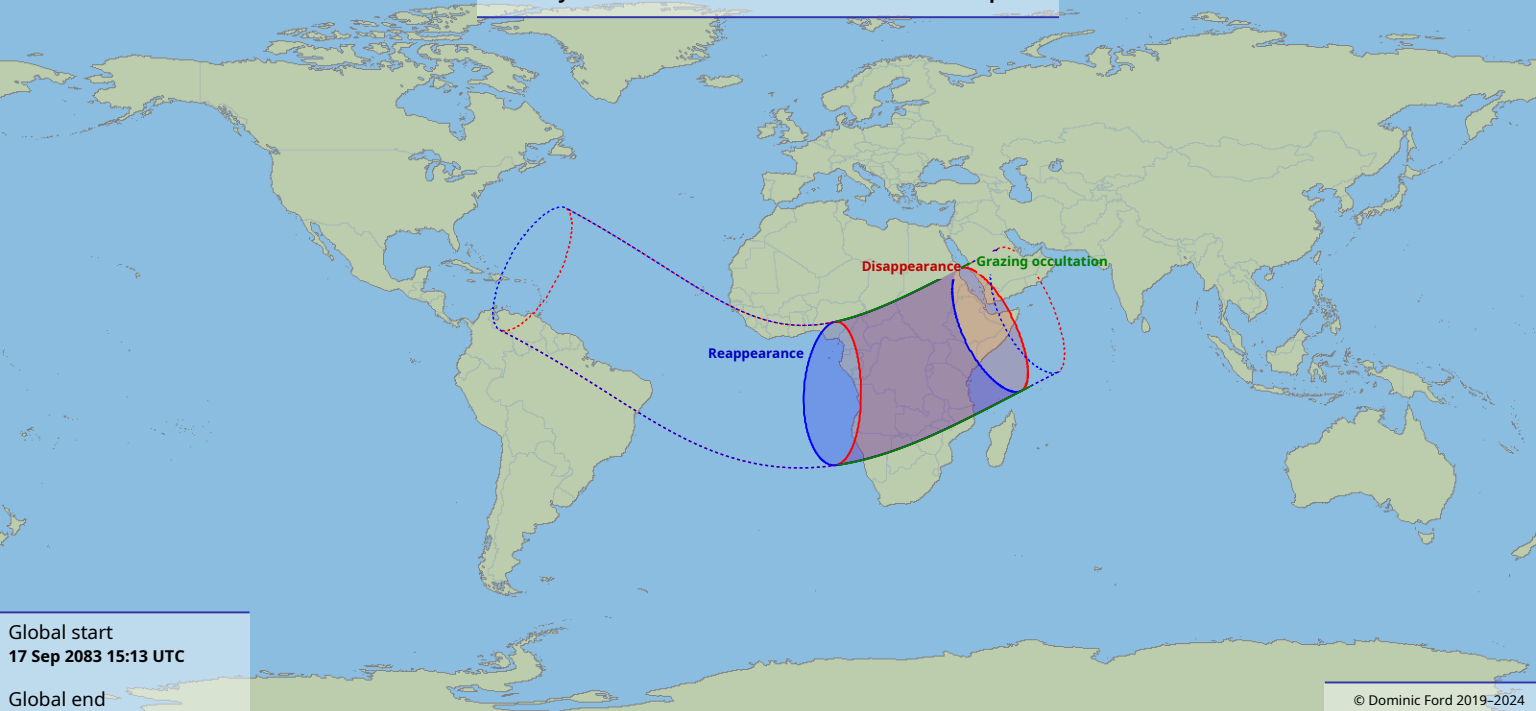 Disappearance
Grazing occultation
Reappearance
Global start
17 Sep 2083 15:13 UTC
Global end
© Dominic Ford 2019–2024